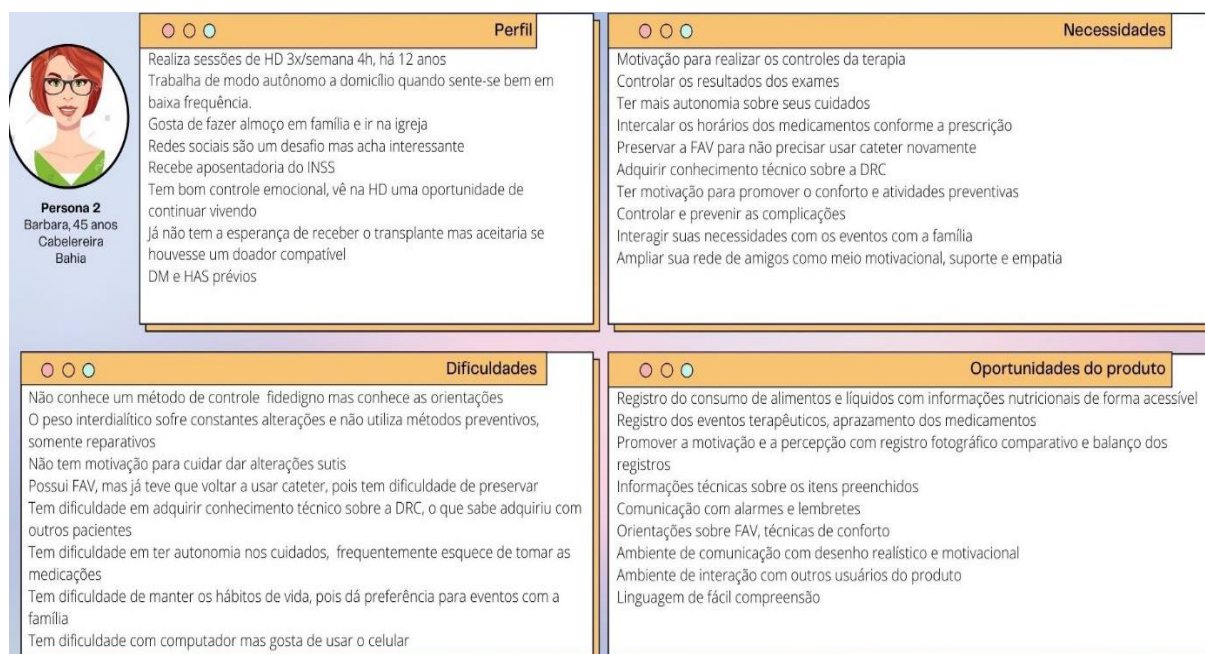 Persona 2
Barbara, 45 anos
Cabelereira
Bahia
Perfil
Realiza sessões de HD 3x/semana 4h, há 12 anos
Trabalha de modo autônomo a domicílio quando sente-se bem em
baixa frequência.
Gosta de fazer almoço em família e ir na igreja
Redes sociais são um desafio mas acha interessante
Recebe aposentadoria do INSS
Tem bom controle emocional, vê na HD uma oportunidade de
continuar vivendo
Já não tem a esperança de receber o transplante mas aceitaria se
houvesse um doador compatível
DM e HAS prévios
Necessidades
Motivação para realizar os controles da terapia
Controlar os resultados dos exames
Ter mais autonomia sobre seus cuidados
Intercalar os horários dos medicamentos conforme a prescrição
Preservar a FAV para não precisar usar cateter novamente
Adquirir conhecimento técnico sobre a DRC
Ter motivação para promover o conforto e atividades preventivas
Controlar e prevenir as complicações
Interagir suas necessidades com os eventos com a família
Ampliar sua rede de amigos como meio motivacional, suporte e empatia
Dificuldades
Não conhece um método de controle fidedigno mas conhece as orientações
O peso interdialítico sofre constantes alterações e não utiliza métodos preventivos,
somente reparativos
Não tem motivação para cuidar dar alterações sutis
Possui FAV, mas já teve que voltar a usar cateter, pois tem dificuldade de preservar
Tem dificuldade em adquirir conhecimento técnico sobre a DRC, o que sabe adquiriu com
outros pacientes
Tem dificuldade em ter autonomia nos cuidados, frequentemente esquece de tomar as
medicações
Tem dificuldade de manter os hábitos de vida, pois dá preferência para eventos com a
família
Tem dificuldade com computador mas gosta de usar o celular
Oportunidades do produto
Registro do consumo de alimentos e líquidos com informações nutricionais de forma acessível
Registro dos eventos terapêuticos, aprazamento dos medicamentos
Promover a motivação e a percepção com registro fotográfico comparativo e balanço dos
registros
Informações técnicas sobre os itens preenchidos
Comunicação com alarmes e lembretes
Orientações sobre FAV, técnicas de conforto
Ambiente de comunicação com desenho realístico e motivacional
Ambiente de interação com outros usuários do produto
Linguagem de fácil compreensão